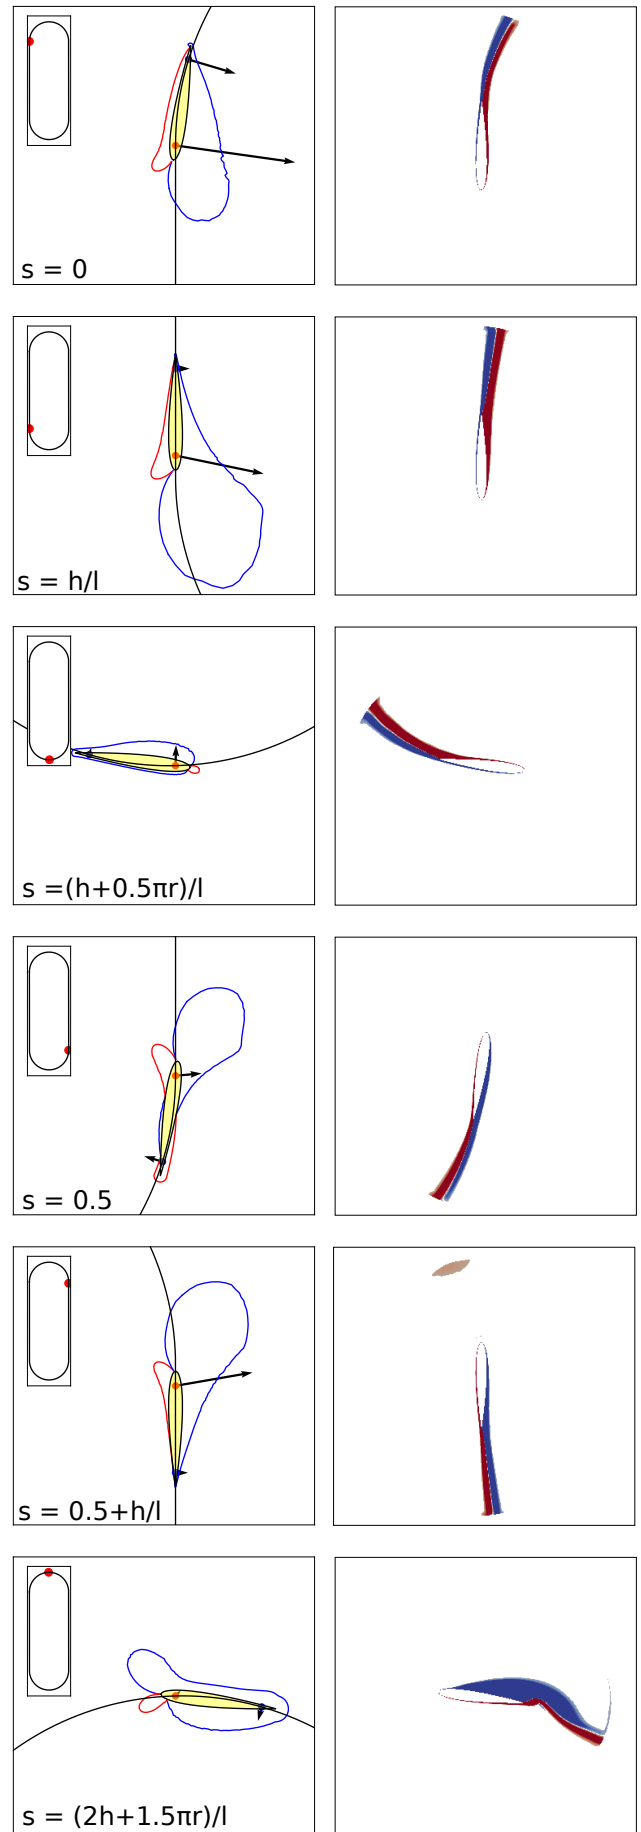 s = 0
s = h/l
s =(h+0.5πr)/l
s = 0.5
s = 0.5+h/l
s = (2h+1.5πr)/l